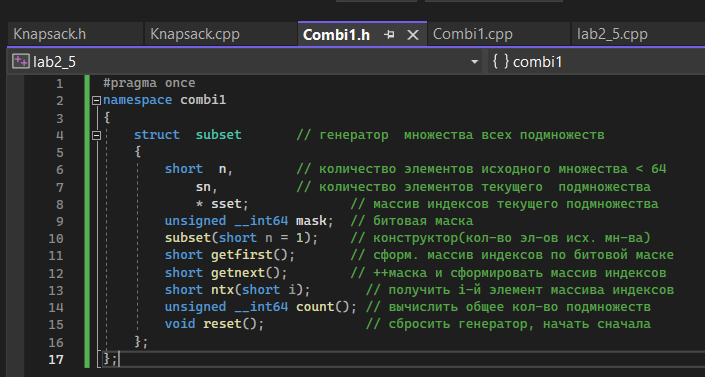 Knapsack.h Knapsack.cpp Combi1.h Combi1.cpp lab2_5.cpp
lab2_5 { } combi1
1 #pragma once
2 namespace combi1
3 {
4 struct subset // генератор множества всех подмножеств
5 {
6 short n, // количество элементов исходного множества < 64
7 sn, // количество элементов текущего подмножества
8 * sset; // массив индексов текущего подмножества
9 unsigned __int64 mask; // битовая маска
10 subset(short n = 1); // конструктор(кол-во эл-ов исх. мн-ва)
11 short getfirst(); // сформ. массив индексов по битовой маске
12 short getnext(); // ++маска и сформировать массив индексов
13 short ntx(short i); // получить i-й элемент массива индексов
14 unsigned __int64 count(); // вычислить общее кол-во подмножеств
15 void reset(); // сбросить генератор, начать сначала
16 };
17 };